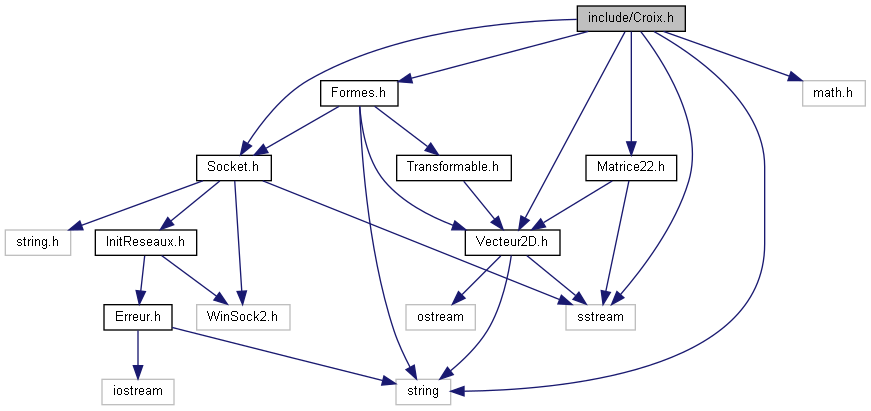 include/Croix.h
Formes.h
math.h
Socket.h
Transformable.h
Matrice22.h
string.h
InitReseaux.h
Vecteur2D.h
Erreur.h
WinSock2.h
ostream
sstream
iostream
string